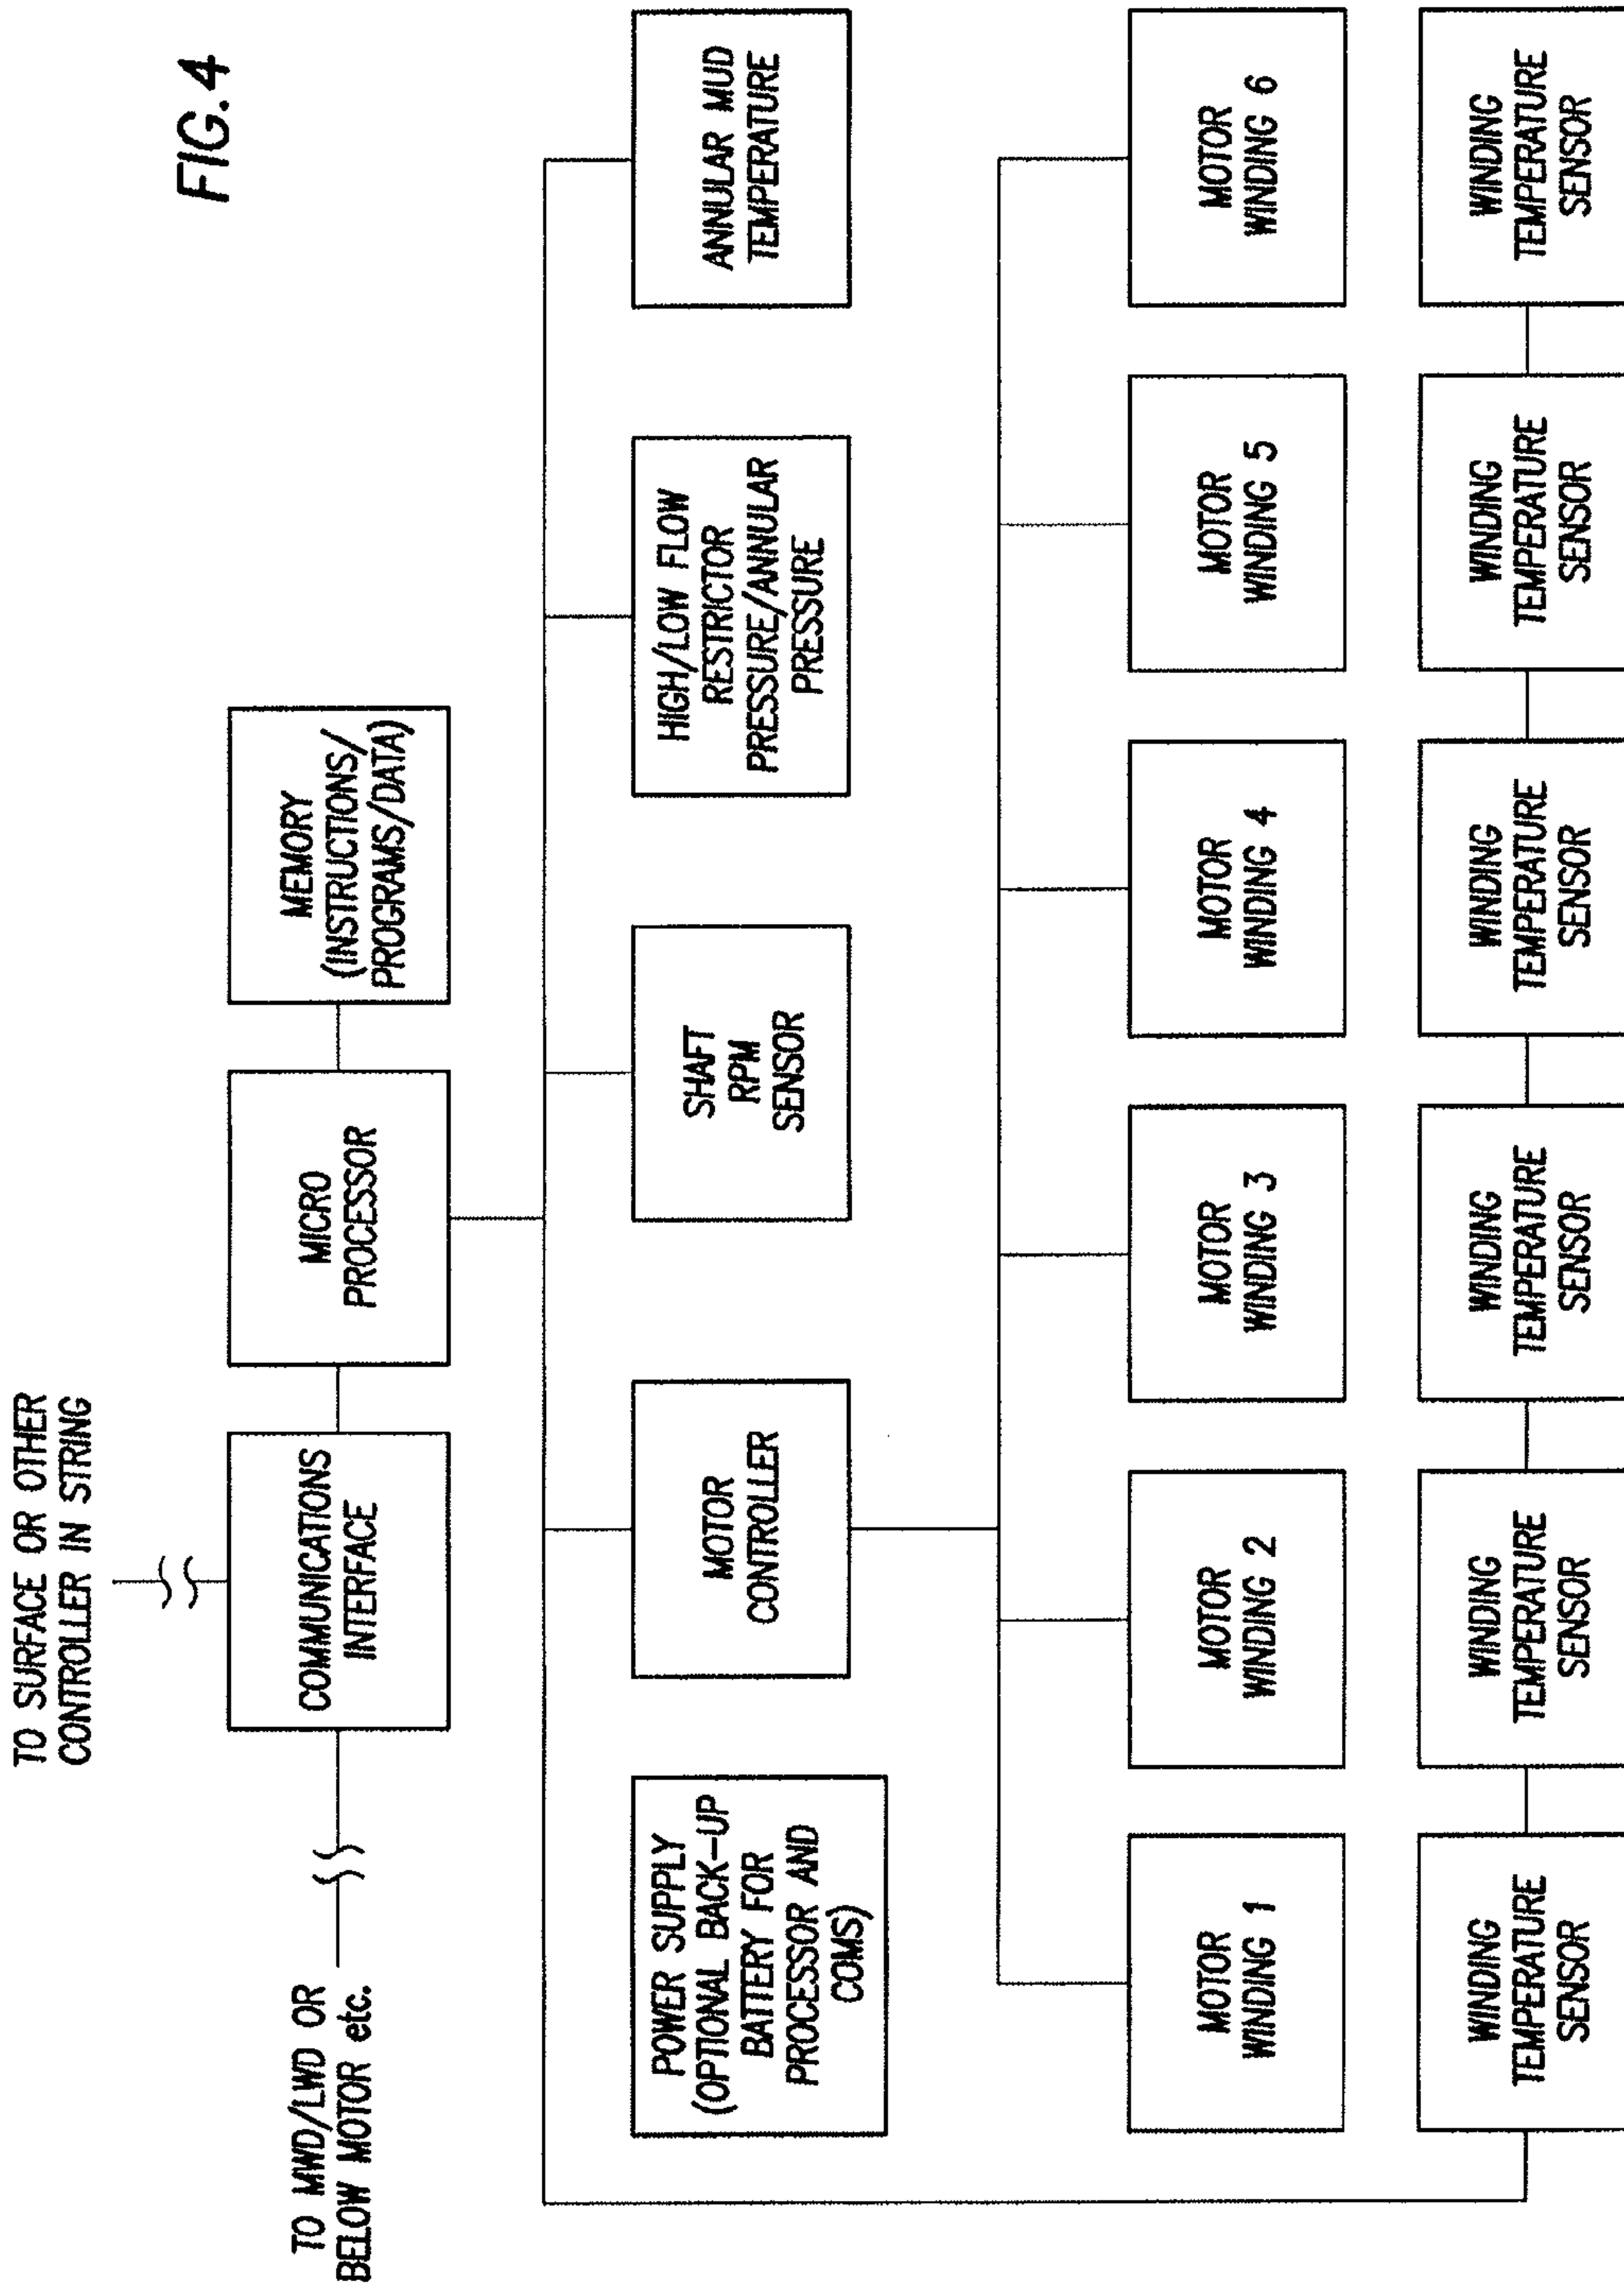 FIG.4
TO SURFACE OR OTHER
CONTROLLER IN STRING
TO MWD/LWD OR
BELOW MOTOR etc.
COMMUNICATIONS
INTERFACE
MICRO
PROCESSOR
MEMORY
(INSTRUCTIONS/
PROGRAMS/DATA)
POWER SUPPLY
(OPTIONAL BACK-UP
BATTERY FOR
PROCESSOR AND
COMS)
MOTOR
CONTROLLER
SHAFT
RPM
SENSOR
HIGH/LOW FLOW
RESTRICTOR
PRESSURE/ANNULAR
PRESSURE
ANNULAR MUD
TEMPERATURE
MOTOR
WINDING 1
MOTOR
WINDING 2
MOTOR
WINDING 3
MOTOR
WINDING 4
MOTOR
WINDING 5
MOTOR
WINDING 6
WINDING
TEMPERATURE
SENSOR
WINDING
TEMPERATURE
SENSOR
WINDING
TEMPERATURE
SENSOR
WINDING
TEMPERATURE
SENSOR
WINDING
TEMPERATURE
SENSOR
WINDING
TEMPERATURE
SENSOR